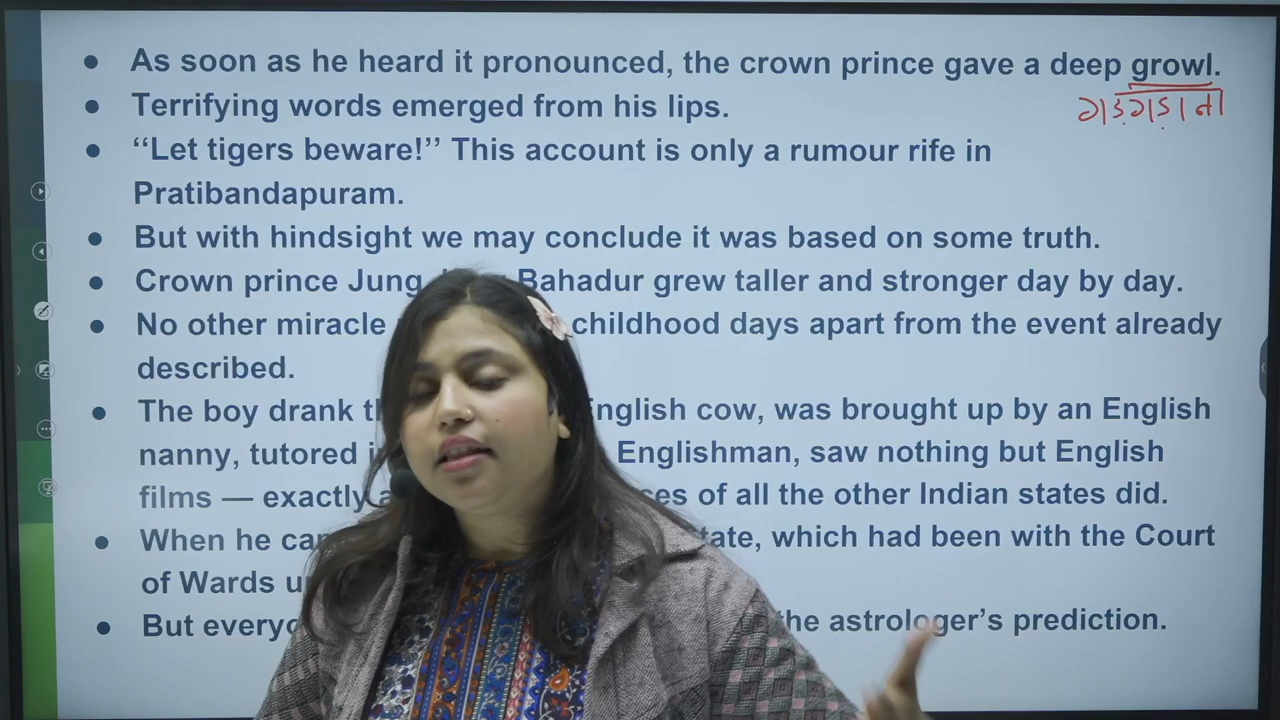 As soon as he heard it pronounced, the crown prince gave a deep growl.
गड़गड़ाना
Terrifying words emerged from his lips.
“Let tigers beware!” This account is only a rumour rife in
Pratibandapuram.
But with hindsight we may conclude it was based on some truth.
Crown prince Jung Bahadur grew taller and stronger day by day.
No other miracle childhood days apart from the event already
described.
The boy drank English cow, was brought up by an English
nanny, tutored Englishman, saw nothing but English
films — exactly of all the other Indian states did.
When he which had been with the Court
of Wards
But the astrologer’s prediction.